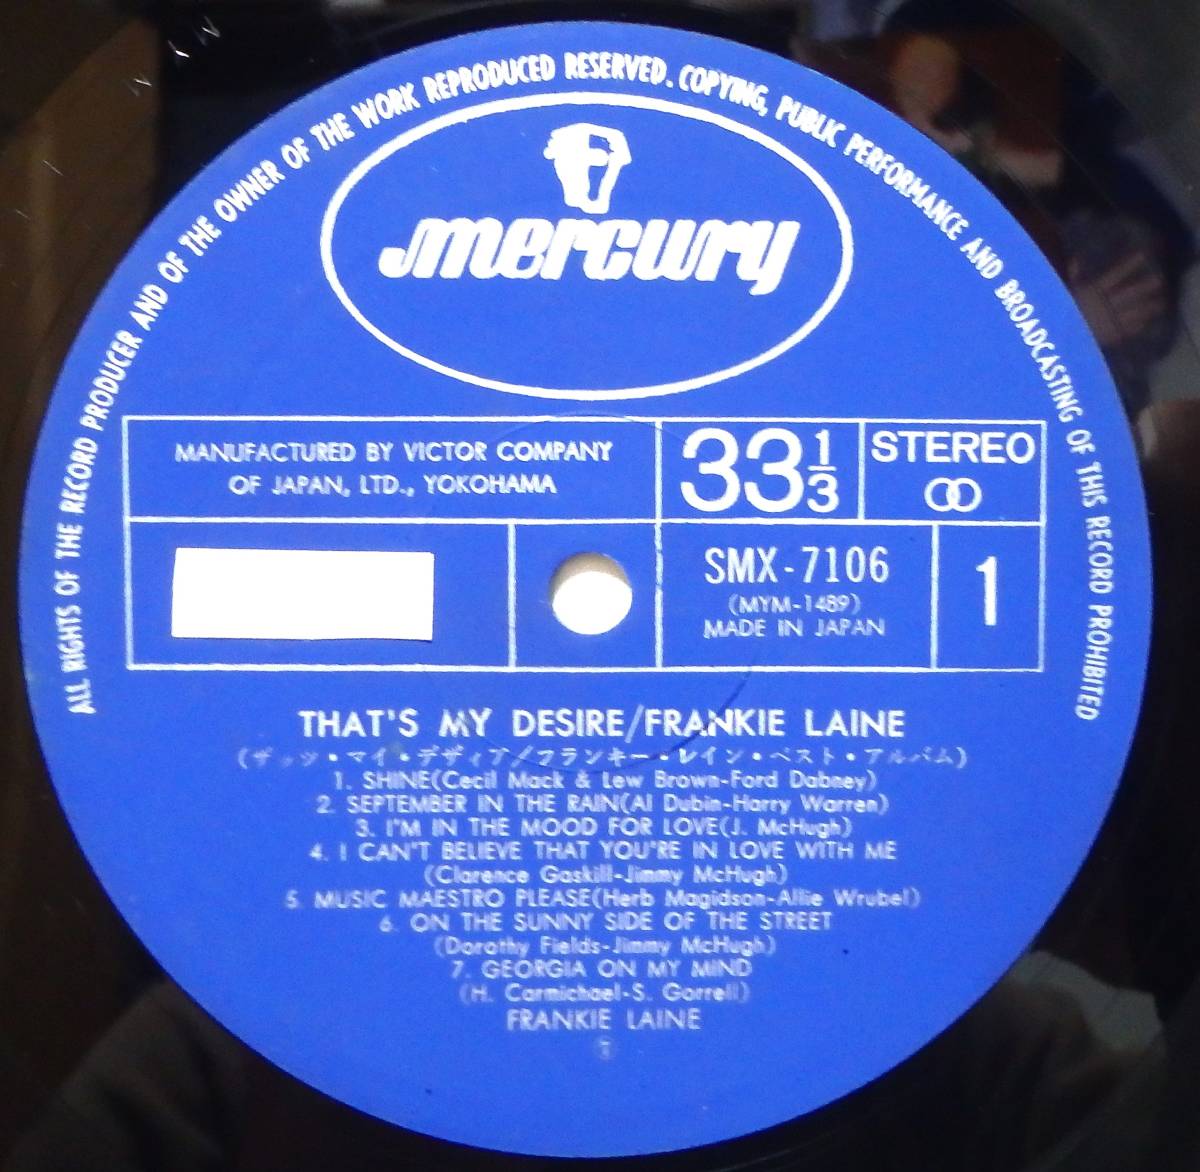 ALL RIGHTS OF THE RECORD PRODUCER AND OF THE OWNER OF THE WORK REPRODUCED RESERVED. COPYING, PUBLIC PERFORMANCE AND BROADCASTING OF THIS RECORD PROHIBITED
mercury
MANUFACTURED BY VICTOR COMPANY
OF JAPAN, LTD., YOKOHAMA
33 1/3
STEREO
SMX-7106
(MYM-1489)
MADE IN JAPAN
1
THAT'S MY DESIRE/FRANKIE LAINE
(ザッツ・マイ・デザイア/フランキー・レイン・ベスト・アルバム)
1. SHINE(Cecil Mack & Lew Brown-Ford Dabney)
2. SEPTEMBER IN THE RAIN(Al Dubin-Harry Warren)
3. I'M IN THE MOOD FOR LOVE(J. McHugh)
4. I CAN'T BELIEVE THAT YOU'RE IN LOVE WITH ME
(Clarence Gaskill-Jimmy McHugh)
5. MUSIC MAESTRO PLEASE(Herb Magidson-Allie Wrubel)
6. ON THE SUNNY SIDE OF THE STREET
(Dorothy Fields-Jimmy McHugh)
7. GEORGIA ON MY MIND
(H. Carmichael-S. Gorrell)
FRANKIE LAINE